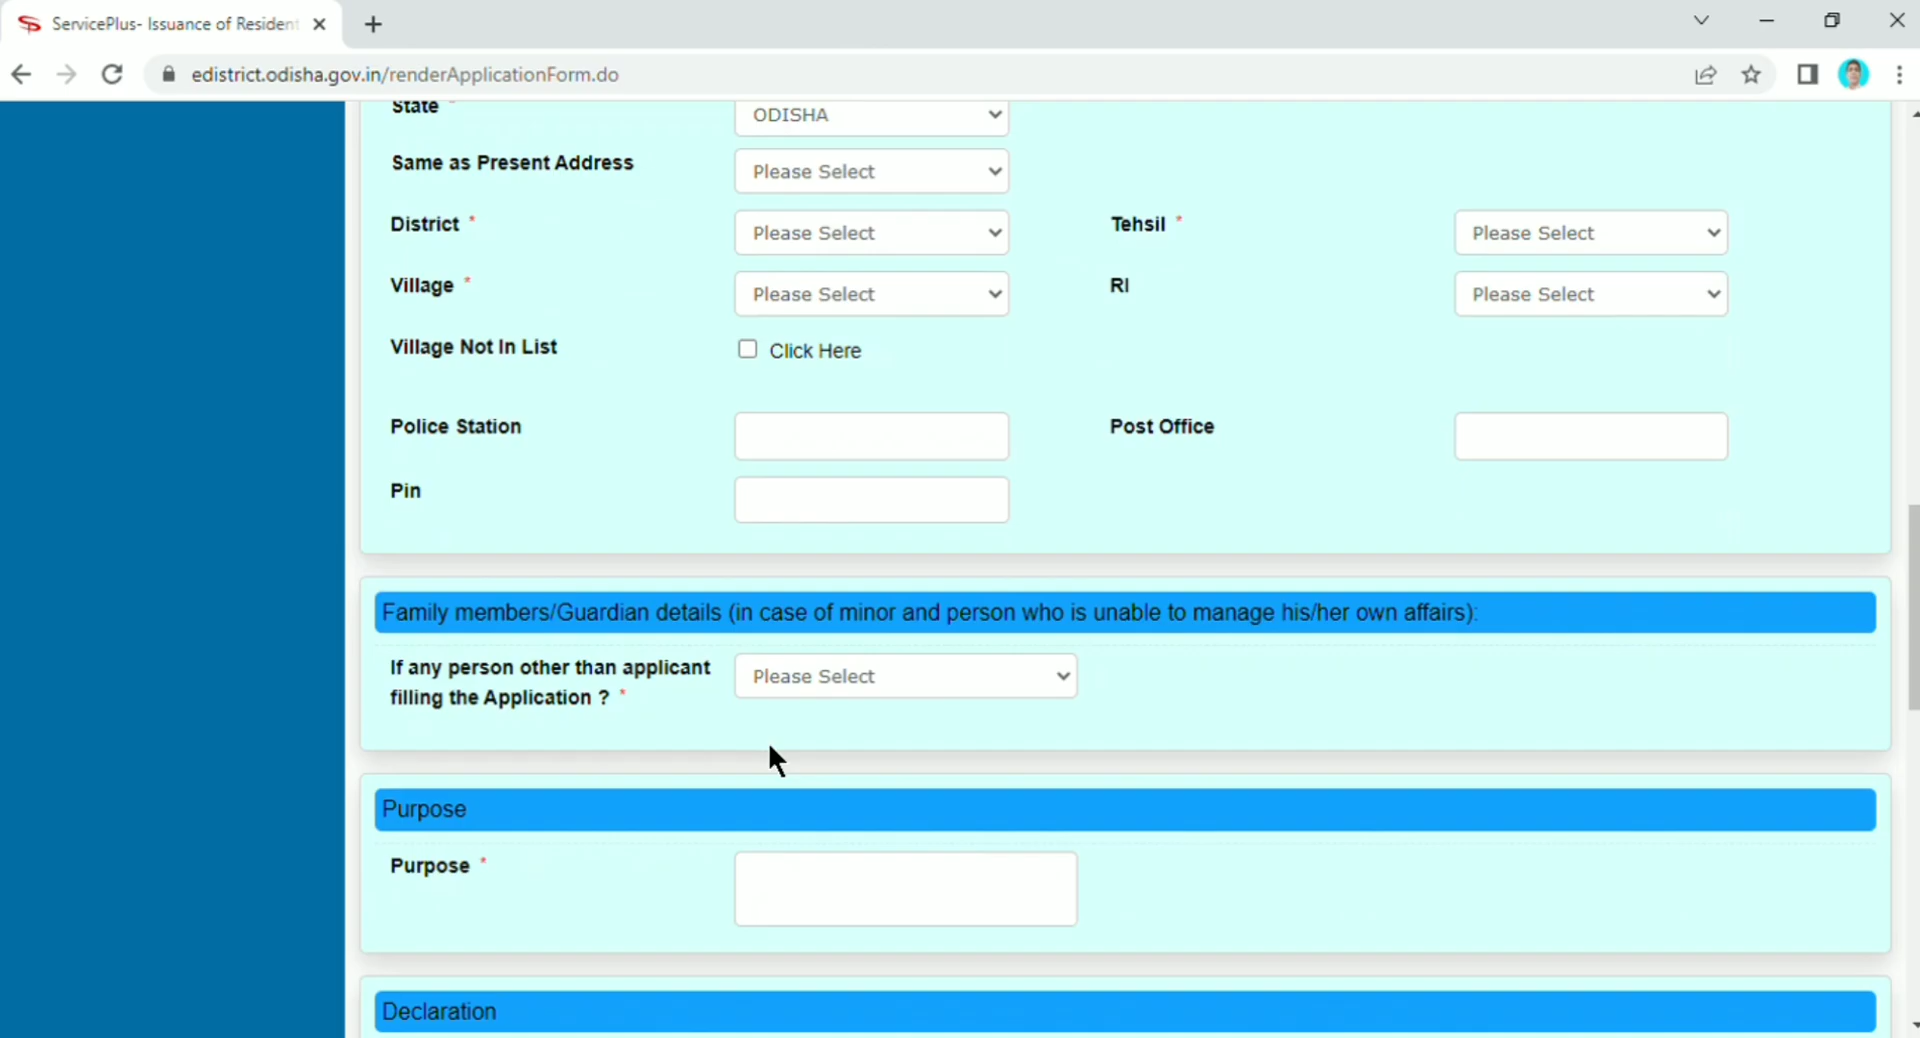 ServicePlus- Issuance of Resident
edistrict.odisha.gov.in/renderApplicationForm.do
State * ODISHA
Same as Present Address Please Select
District * Please Select Tehsil * Please Select
Village * Please Select RI Please Select
Village Not In List Click Here
Police Station Post Office
Pin
Family members/Guardian details (in case of minor and person who is unable to manage his/her own affairs):
If any person other than applicant Please Select
filling the Application ? *
Purpose
Purpose *
Declaration